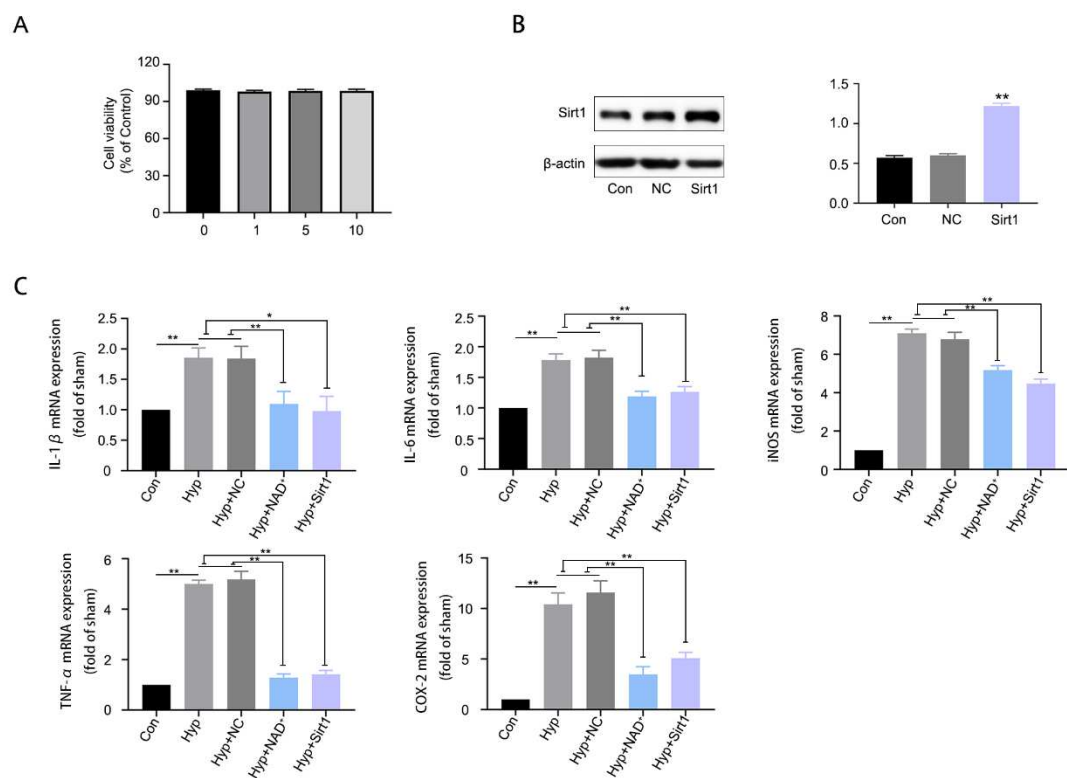 A
Cell viability
(% of Control)
120
90
60
30
0
0 1 5 10
B
Sirt1
β-actin
Con NC Sirt1
1.5
1.0
0.5
0.0
**
Con NC Sirt1
C
IL-1 β mRNA expression
(fold of sham)
2.5
2.0
1.5
1.0
0.5
0
*
**
**
Con
Hyp
Hyp+NC
Hyp+NAD⁺
Hyp+Sirt1
IL-6 mRNA expression
(fold of sham)
2.5
2.0
1.5
1.0
0.5
0.0
**
**
**
Con
Hyp
Hyp+NC
Hyp+NAD⁺
Hyp+Sirt1
iNOS mRNA expression
(fold of sham)
8
6
4
2
0
**
**
**
Con
Hyp
Hyp+NC
Hyp+NAD⁺
Hyp+Sirt1
TNF-α mRNA expression
(fold of sham)
6
4
2
0
**
**
**
Con
Hyp
Hyp+NC
Hyp+NAD⁺
Hyp+Sirt1
COX-2 mRNA expression
(fold of sham)
15
10
5
0
**
**
**
Con
Hyp
Hyp+NC
Hyp+NAD⁺
Hyp+Sirt1